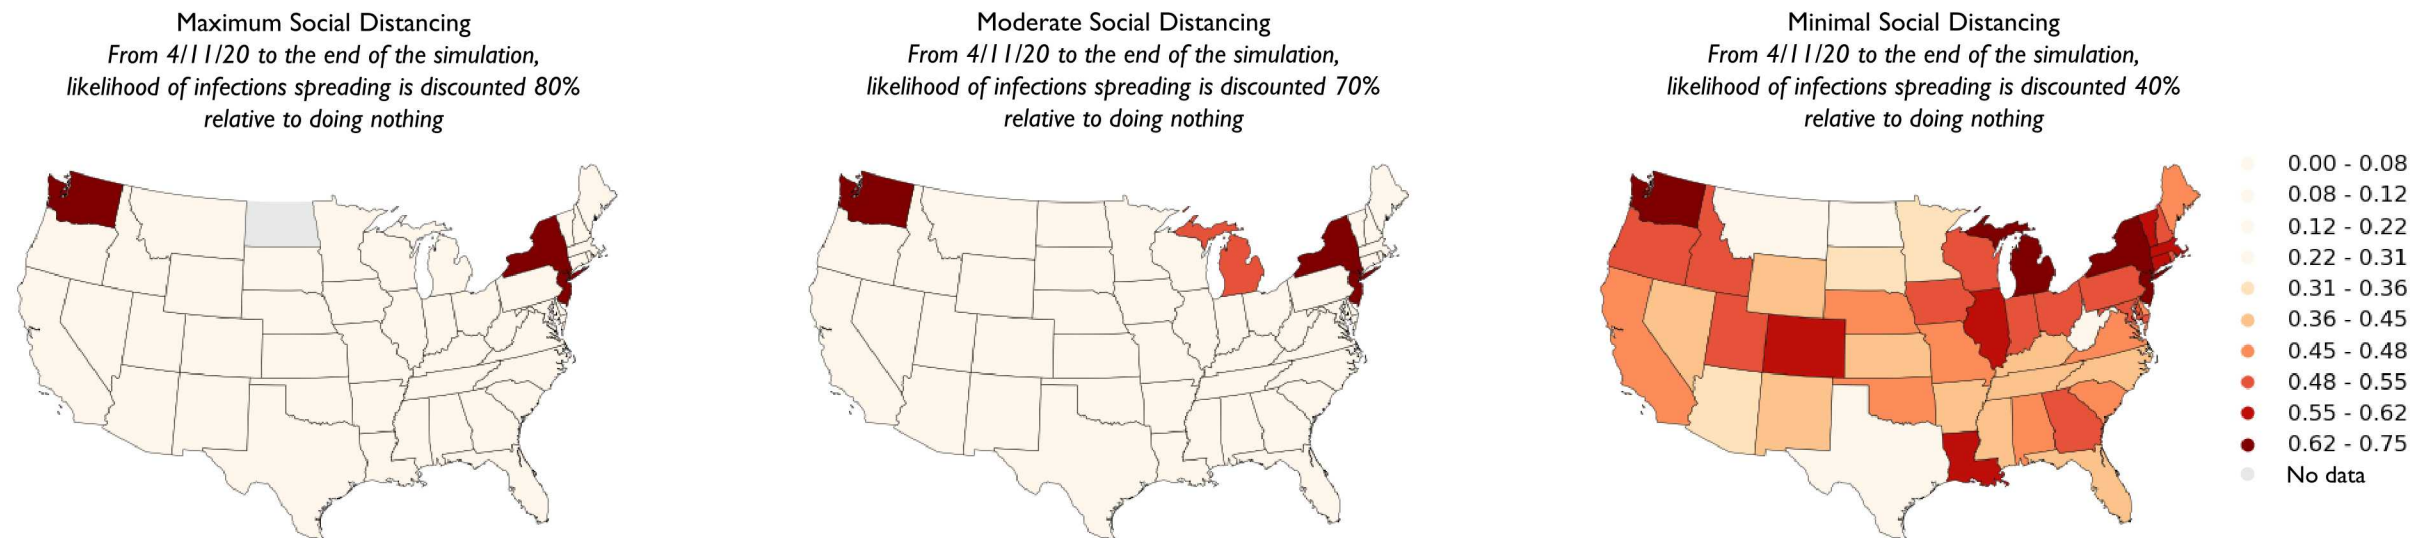 Maximum Social Distancing
From 4/11/20 to the end of the simulation,
likelihood of infections spreading is discounted 80%
relative to doing nothing
Moderate Social Distancing
From 4/11/20 to the end of the simulation,
likelihood of infections spreading is discounted 70%
relative to doing nothing
Minimal Social Distancing
From 4/11/20 to the end of the simulation,
likelihood of infections spreading is discounted 40%
relative to doing nothing
0.00 - 0.08
0.08 - 0.12
0.12 - 0.22
0.22 - 0.31
0.31 - 0.36
0.36 - 0.45
0.45 - 0.48
0.48 - 0.55
0.55 - 0.62
0.62 - 0.75
No data